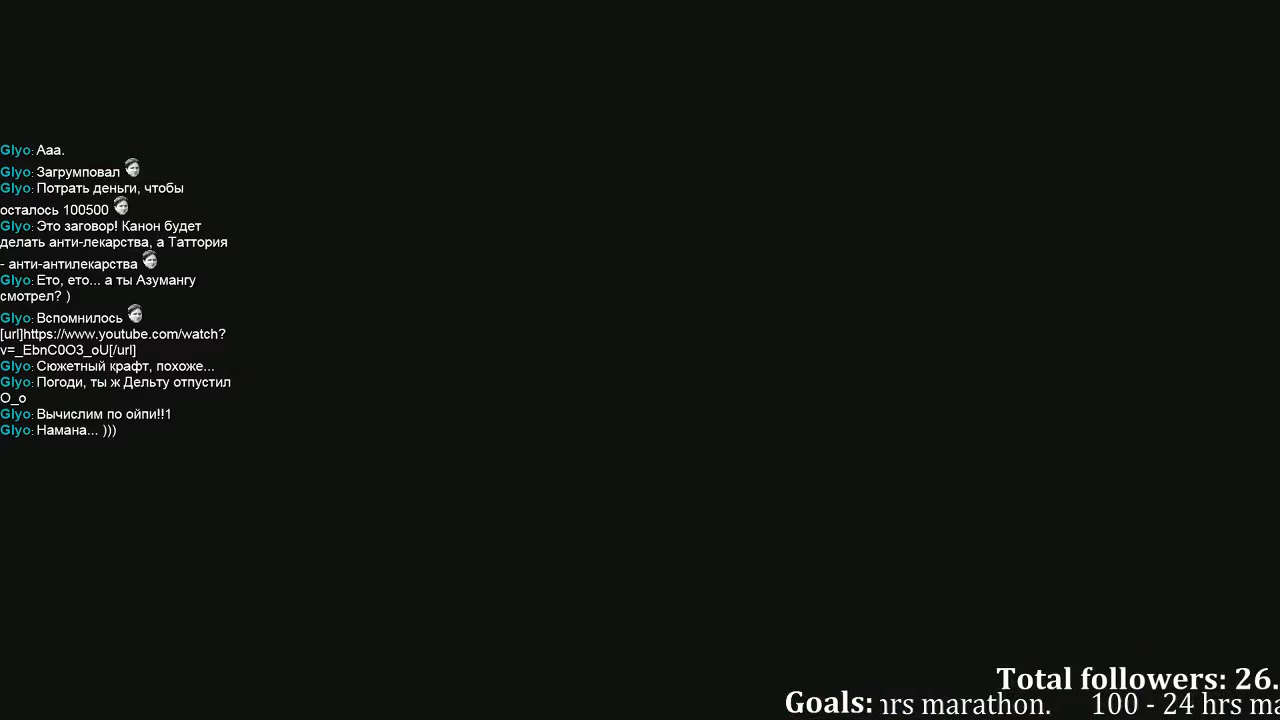 Glyo: Aaa.
Glyo: Загрумповал
Glyo: Потрать деньги, чтобы
осталось 100500
Glyo: Это заговор! Канон будет
делать анти-лекарства, а Таттория
- анти-антилекарства
Glyo: Ето, ето... а ты Азумангу
смотрел? )
Glyo: Вспомнилось
[url]https://www.youtube.com/watch?
v=_EbnC0O3_oU[/url]
Glyo: Сюжетный крафт, похоже...
Glyo: Погоди, ты ж Дельту отпустил
O_o
Glyo: Вычислим по ойпи!!1
Glyo: Намана... )))
Total followers: 26.
Goals: hrs marathon. 100 - 24 hrs ma